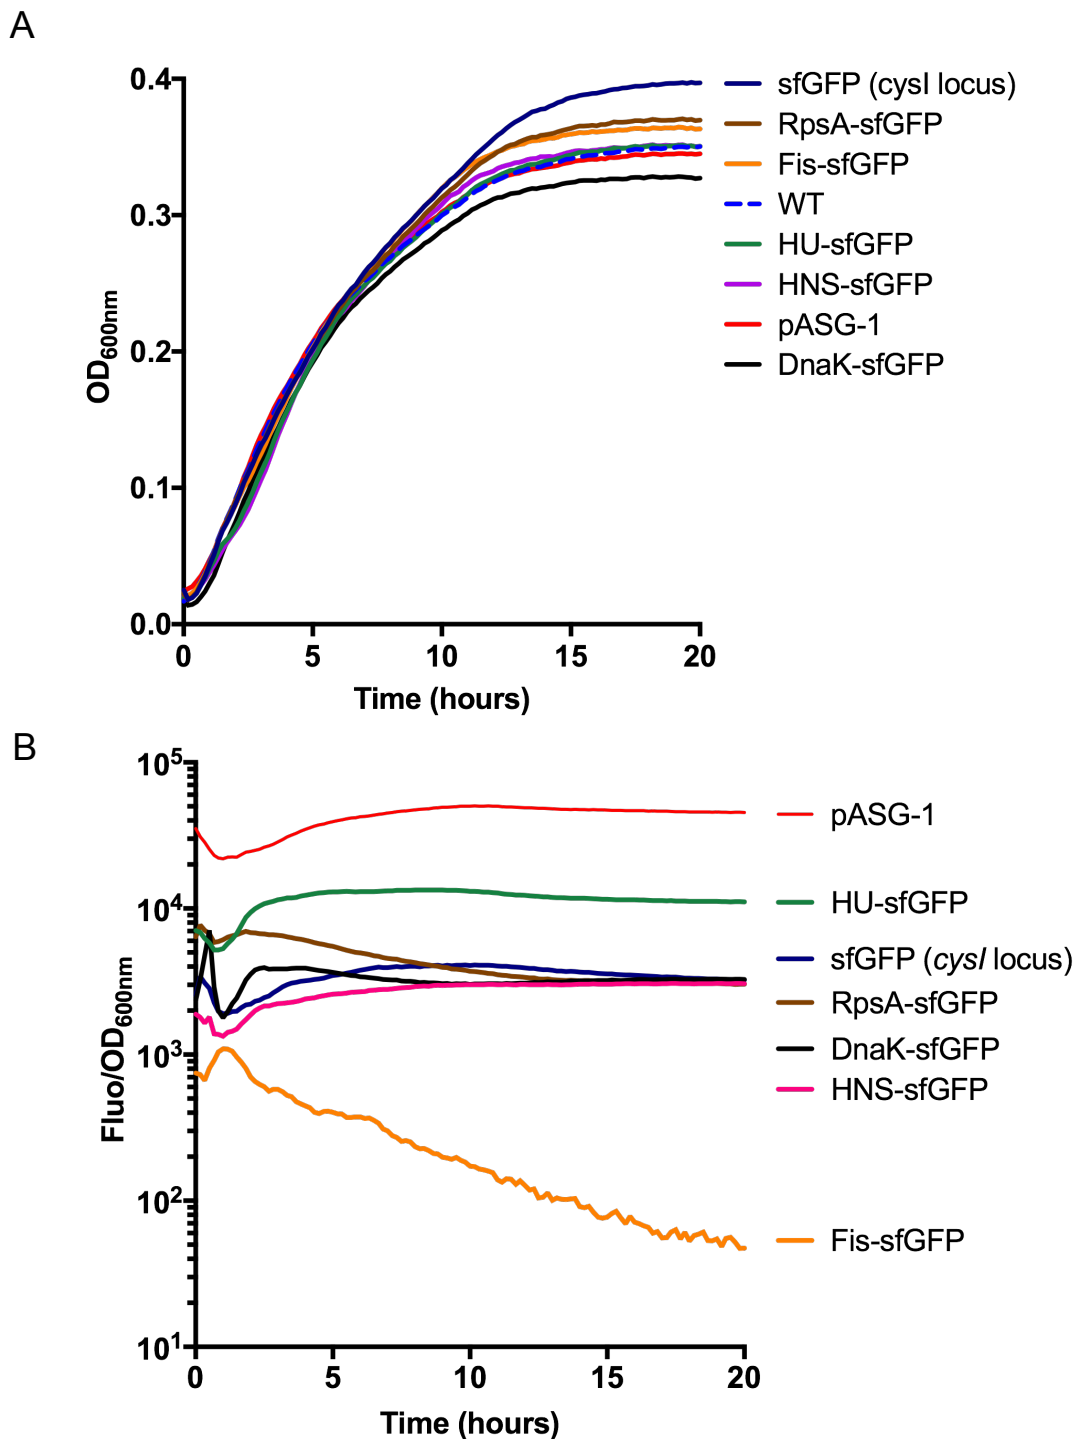 A
0.4
0.3
0.2
0.1
0.0
OD600nm
0 5 10 15 20
Time (hours)
sfGFP (cysI locus)
RpsA-sfGFP
Fis-sfGFP
WT
HU-sfGFP
HNS-sfGFP
pASG-1
DnaK-sfGFP
B
10^5
10^4
10^3
10^2
10^1
Fluo/OD600nm
0 5 10 15 20
Time (hours)
pASG-1
HU-sfGFP
sfGFP (cysI locus)
RpsA-sfGFP
DnaK-sfGFP
HNS-sfGFP
Fis-sfGFP